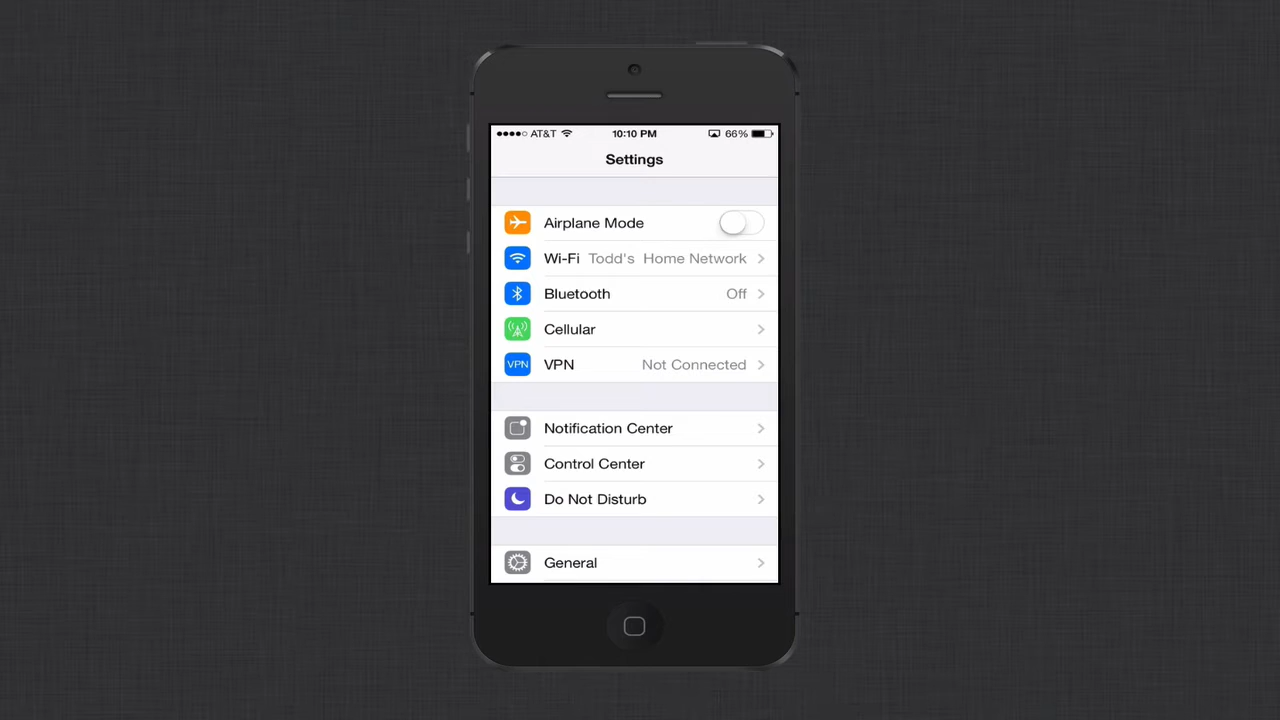 AT&T 10:10 PM 66%
Settings
Airplane Mode
Wi-Fi Todd's Home Network
Bluetooth Off
Cellular
VPN VPN Not Connected
Notification Center
Control Center
Do Not Disturb
General